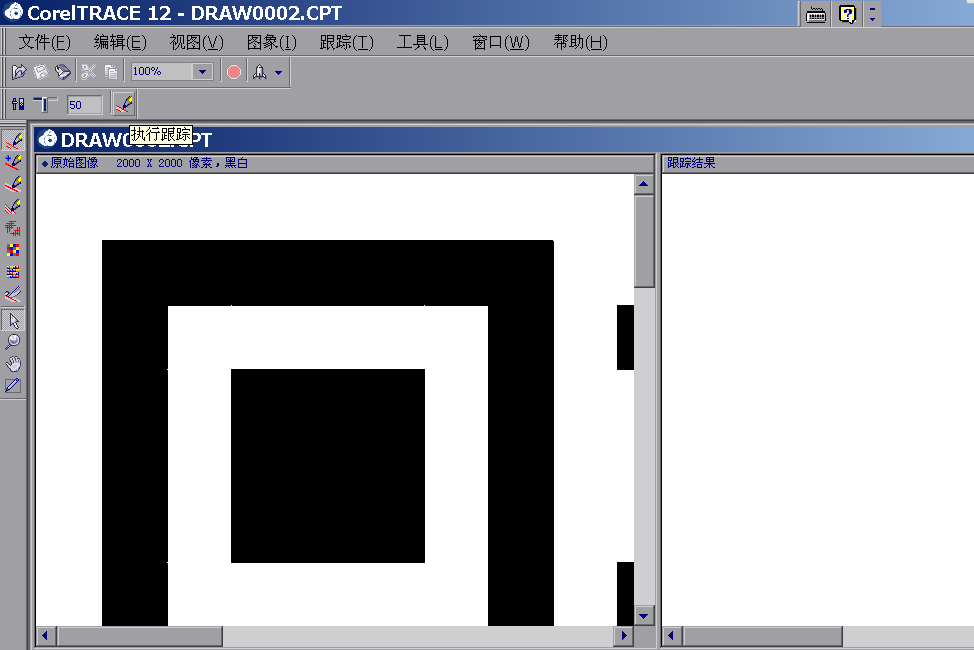 CorelTRACE 12 - DRAW0002.CPT
文件(F) 编辑(E) 视图(V) 图象(I) 跟踪(T) 工具(L) 窗口(W) 帮助(H)
100%
50
执行跟踪
DRAW0002.CPT
原始图像 2000 X 2000 像素，黑白
跟踪结果